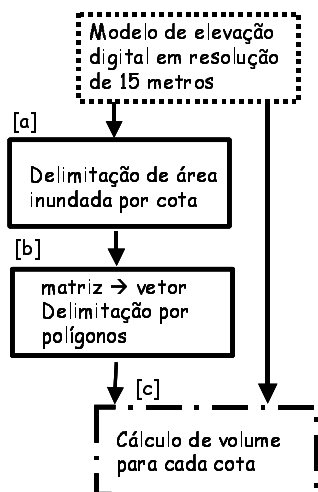 Modelo de elevação
digital em resolução
de 15 metros
[a]
Delimitação de área
inundada por cota
[b]
matriz → vetor
Delimitação por
polígonos
[c]
Cálculo de volume
para cada cota